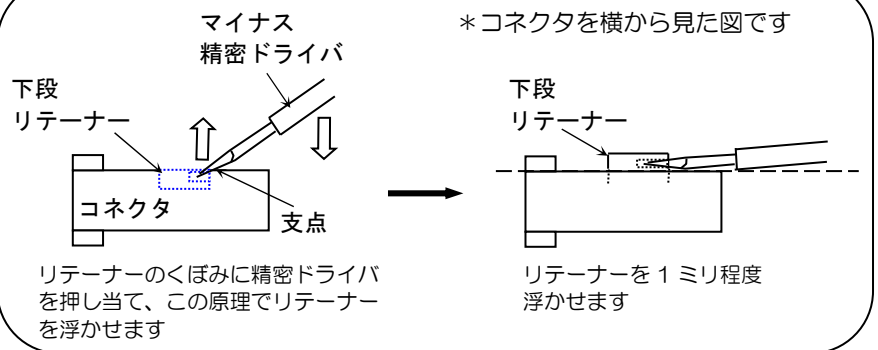 ＊コネクタを横から見た図です
マイナス
精密ドライバ
下段
リテーナー
コネクタ
支点
リテーナーのくぼみに精密ドライバ
を押し当て、この原理でリテーナー
を浮かせます
下段
リテーナー
リテーナーを 1 ミリ程度
浮かせます